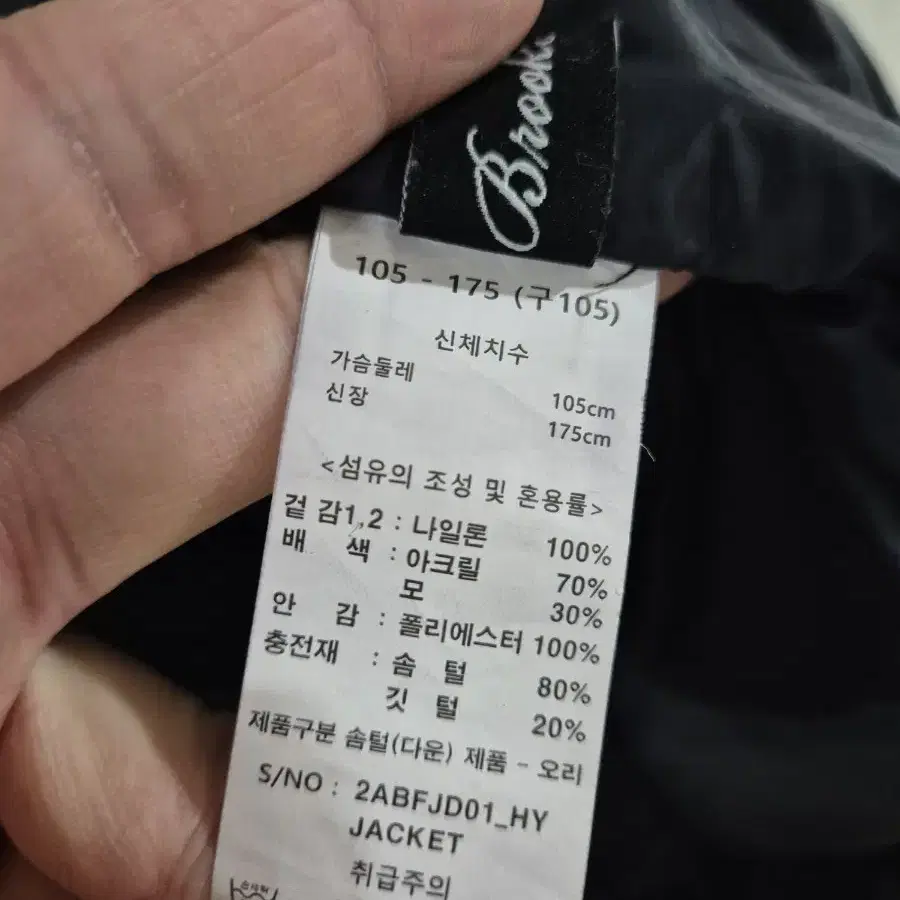 Brook
105 - 175 (구105)
신체치수
가슴둘레 105cm
신장 175cm
<섬유의 조성 및 혼용률>
겉 감1,2 : 나일론 100%
배 색 : 아크릴 70%
모 30%
안 감 : 폴리에스터 100%
충전재 : 솜 털 80%
깃 털 20%
제품구분 솜털(다운) 제품 - 오리
S/NO : 2ABFJD01_HY
JACKET
취급주의
손세탁